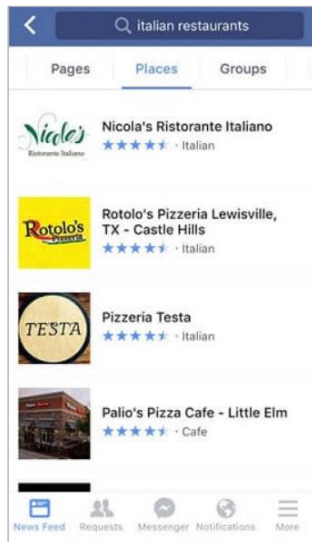 italian restaurants
Pages Places Groups
Nicola's
Ristorante Italiano
Nicola's Ristorante Italiano
· Italian
Rotolo's
Pizzeria
Rotolo's Pizzeria Lewisville,
TX - Castle Hills
· Italian
TESTA
Pizzeria Testa
· Italian
Palio's Pizza Cafe - Little Elm
· Cafe
News Feed Requests Messenger Notifications More